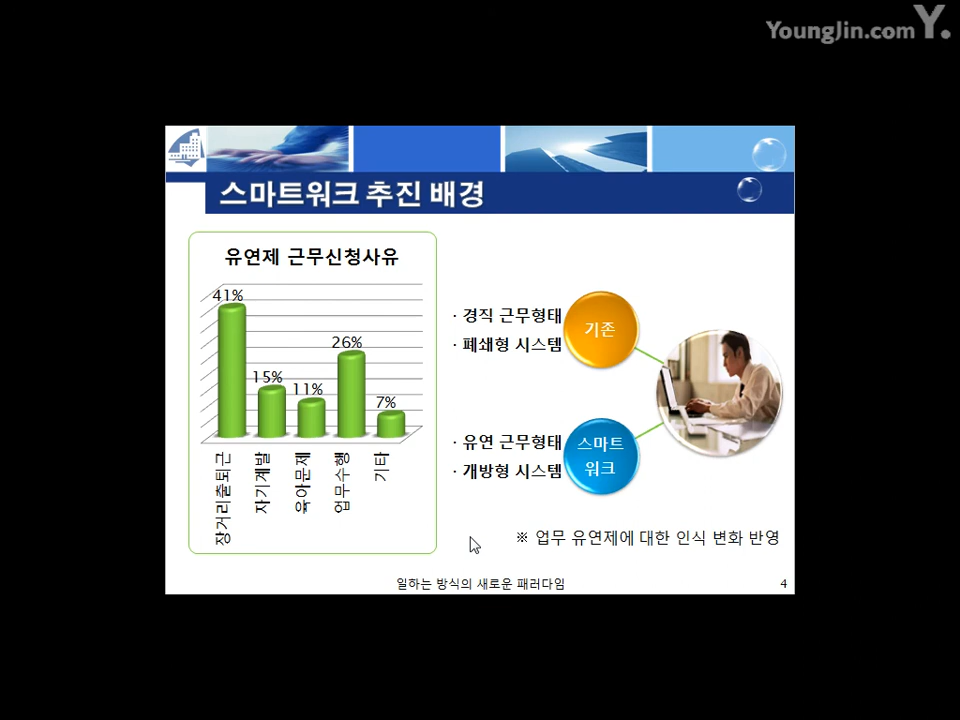 YoungJin.com Y.
스마트워크 추진 배경
유연제 근무신청사유
41%
15%
11%
26%
7%
장거리출퇴근
자기계발
육아문제
업무수행
기타
· 경직 근무형태
· 폐쇄형 시스템
기존
· 유연 근무형태
· 개방형 시스템
스마트
워크
※ 업무 유연제에 대한 인식 변화 반영
일하는 방식의 새로운 패러다임
4